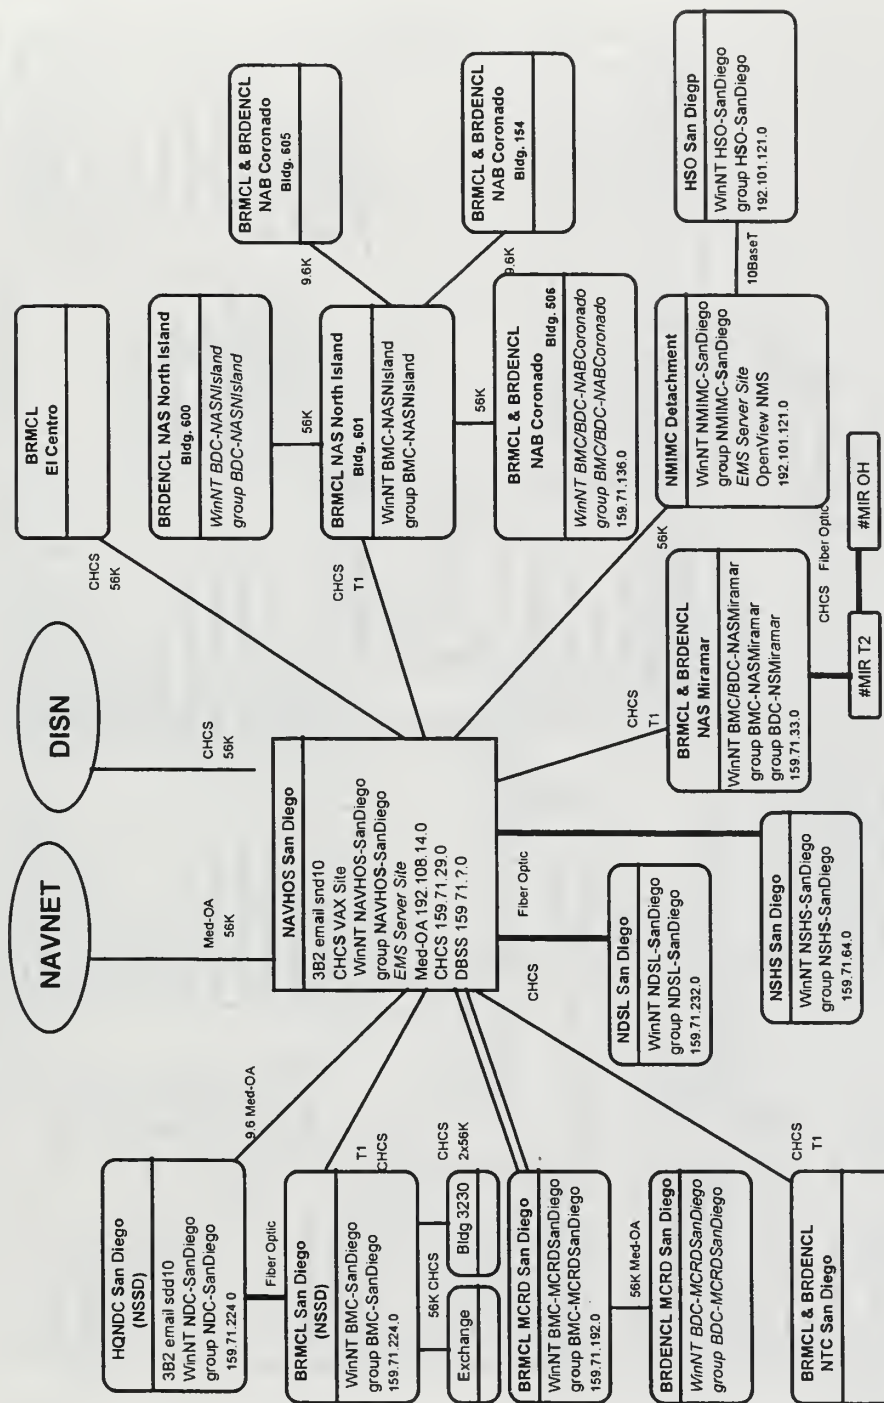 NAVNET
DISN
Med-OA
56K
CHCS
56K
BRMCL
El Centro
CHCS
56K
BRDENCL NAS North Island
Bldg. 600
WinNT BDC-NASNIsland
group BDC-NASNIsland
56K
BRMCL NAS North Island
Bldg. 601
WinNT BMC-NASNIsland
group BMC-NASNIsland
CHCS
T1
9.6K
BRMCL & BRDENCL
NAB Coronado
Bldg. 605
9.6K
BRMCL & BRDENCL
NAB Coronado
Bldg. 154
56K
BRMCL & BRDENCL
NAB Coronado
Bldg. 506
WinNT BMC/BDC-NABCoronado
group BMC/BDC-NABCoronado
159.71.136.0
HQNDC San Diego
(NSSD)
3B2 email sdd10
WinNT NDC-SanDiego
group NDC-SanDiego
159.71.224.0
9.6 Med-OA
Fiber Optic
BRMCL San Diego
(NSSD)
WinNT BMC-SanDiego
group BMC-SanDiego
159.71.224.0
T1
CHCS
56K CHCS
CHCS
2x56K
Exchange
Bldg 3230
NAVHOS San Diego
3B2 email snd10
CHCS VAX Site
WinNT NAVHOS-SanDiego
group NAVHOS-SanDiego
EMS Server Site
Med-OA 192.108.14.0
CHCS 159.71.29.0
DBSS 159 71.?.0
BRMCL MCRD San Diego
WinNT BMC-MCRDSanDiego
group BMC-MCRDSanDiego
159.71.192.0
56K Med-OA
BRDENCL MCRD San Diego
WinNT BDC-MCRDSanDiego
group BDC-MCRDSanDiego
BRMCL & BRDENCL
NTC San Diego
CHCS
T1
CHCS
Fiber Optic
NDSL San Diego
WinNT NDSL-SanDiego
group NDSL-SanDiego
159.71.232.0
NSHS San Diego
WinNT NSHS-SanDiego
group NSHS-SanDiego
159.71.64.0
CHCS
T1
BRMCL & BRDENCL
NAS Miramar
WinNT BMC/BDC-NASMiramar
group BMC-NASMiramar
group BDC-NSMiramar
159.71.33.0
CHCS Fiber Optic
#MIR T2
#MIR OH
56K
NMIMC Detachment
WinNT NMIMC-SanDiego
group NMIMC-SanDiego
EMS Server Site
OpenView NMS
192.101.121.0
10BaseT
HSO San Diegp
WinNT HSO-SanDiego
group HSO-SanDiego
192.101.121.0